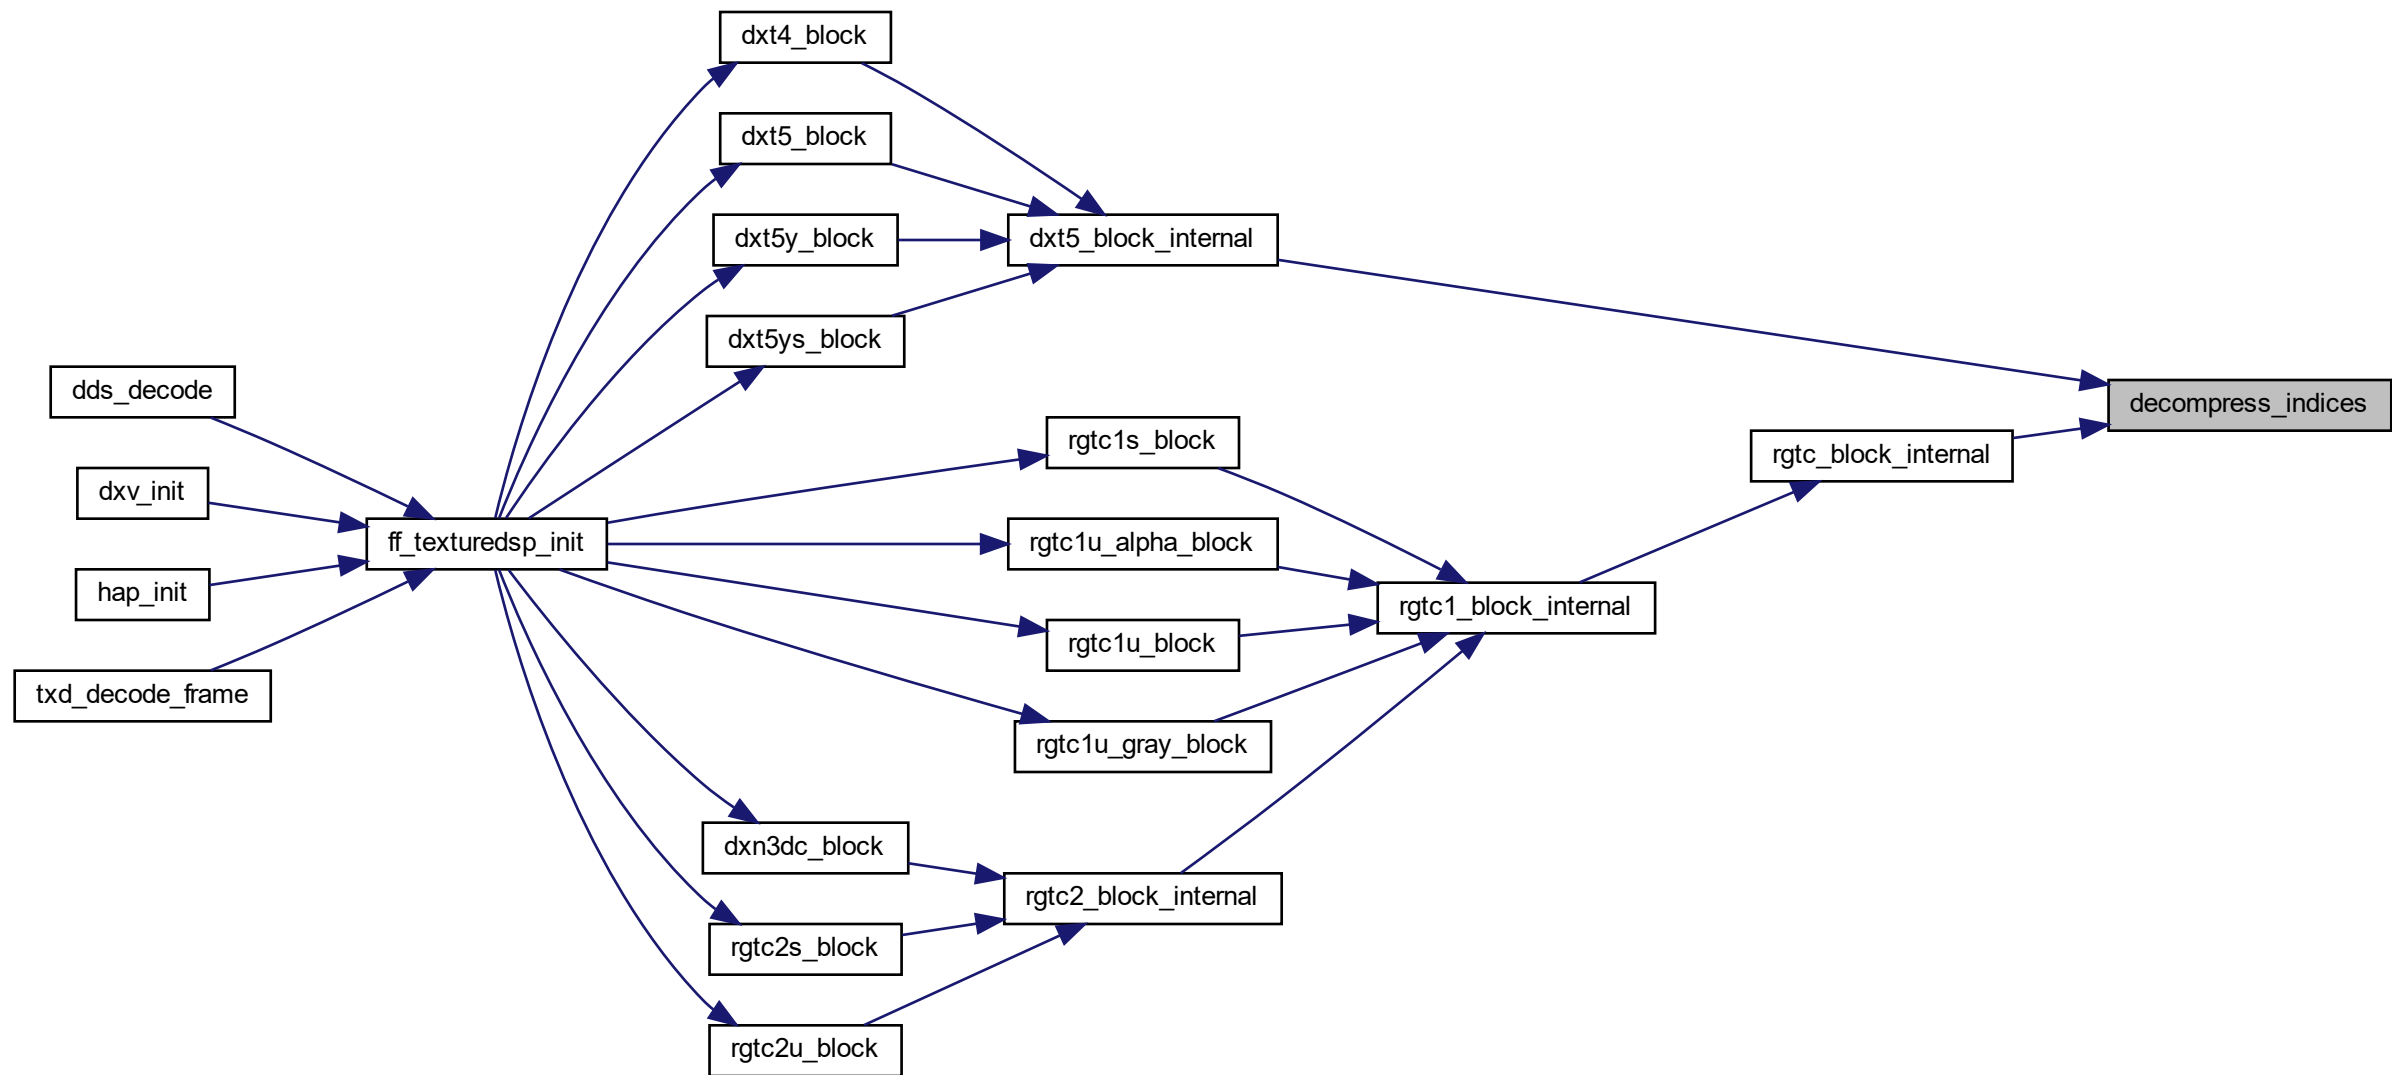 dxt4_block
dxt5_block
dxt5y_block
dxt5_block_internal
dxt5ys_block
dds_decode
decompress_indices
rgtc1s_block
rgtc_block_internal
dxv_init
ff_texturedsp_init
rgtc1u_alpha_block
hap_init
rgtc1_block_internal
rgtc1u_block
txd_decode_frame
rgtc1u_gray_block
dxn3dc_block
rgtc2_block_internal
rgtc2s_block
rgtc2u_block